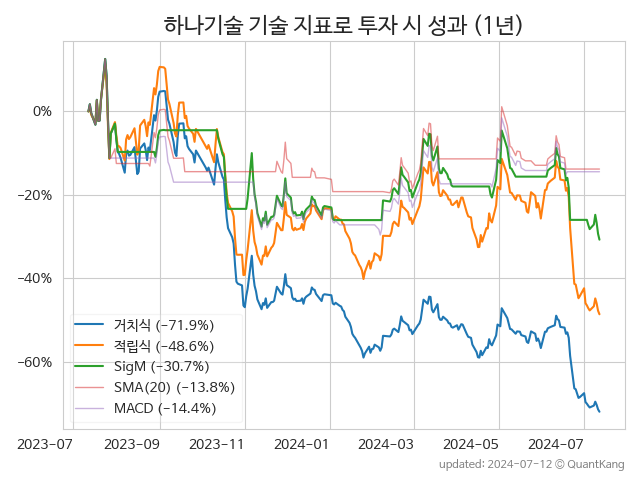 하나기술 기술 지표로 투자 시 성과 (1년)
0%
−20%
−40%
−60%
거치식 (−71.9%)
적립식 (−48.6%)
SigM (−30.7%)
SMA(20) (−13.8%)
MACD (−14.4%)
2023-07 2023-09 2023-11 2024-01 2024-03 2024-05 2024-07
updated: 2024-07-12 © QuantKang